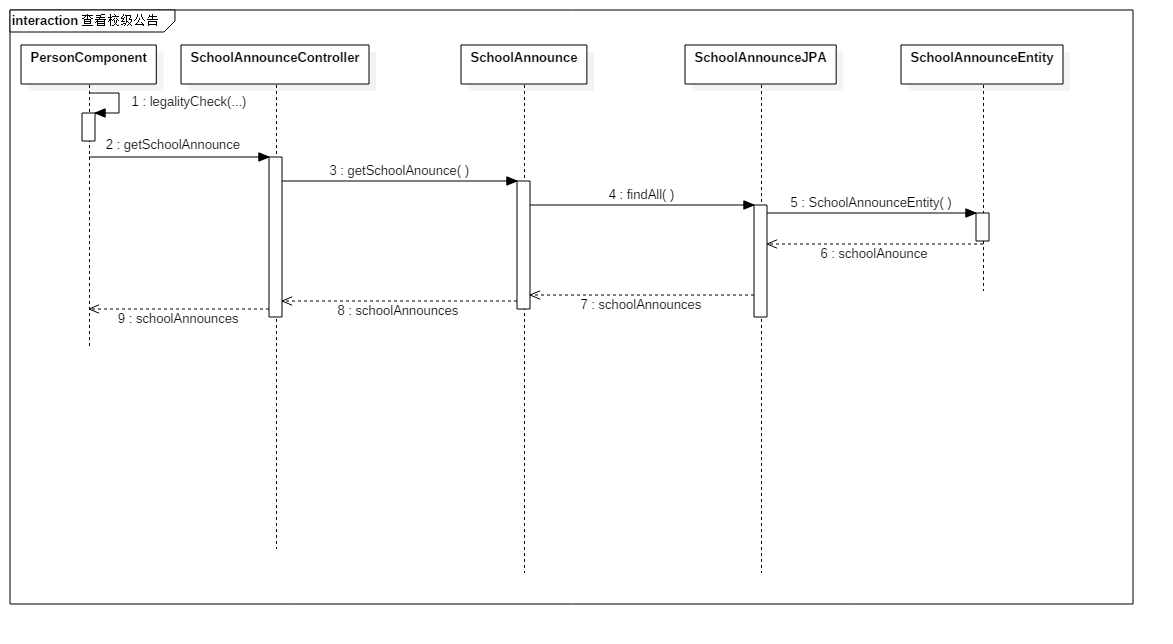 interaction 查看校级公告
PersonComponent
SchoolAnnounceController
SchoolAnnounce
SchoolAnnounceJPA
SchoolAnnounceEntity
1 : legalityCheck(...)
2 : getSchoolAnnounce
3 : getSchoolAnounce( )
4 : findAll( )
5 : SchoolAnnounceEntity( )
6 : schoolAnounce
7 : schoolAnnounces
8 : schoolAnnounces
9 : schoolAnnounces